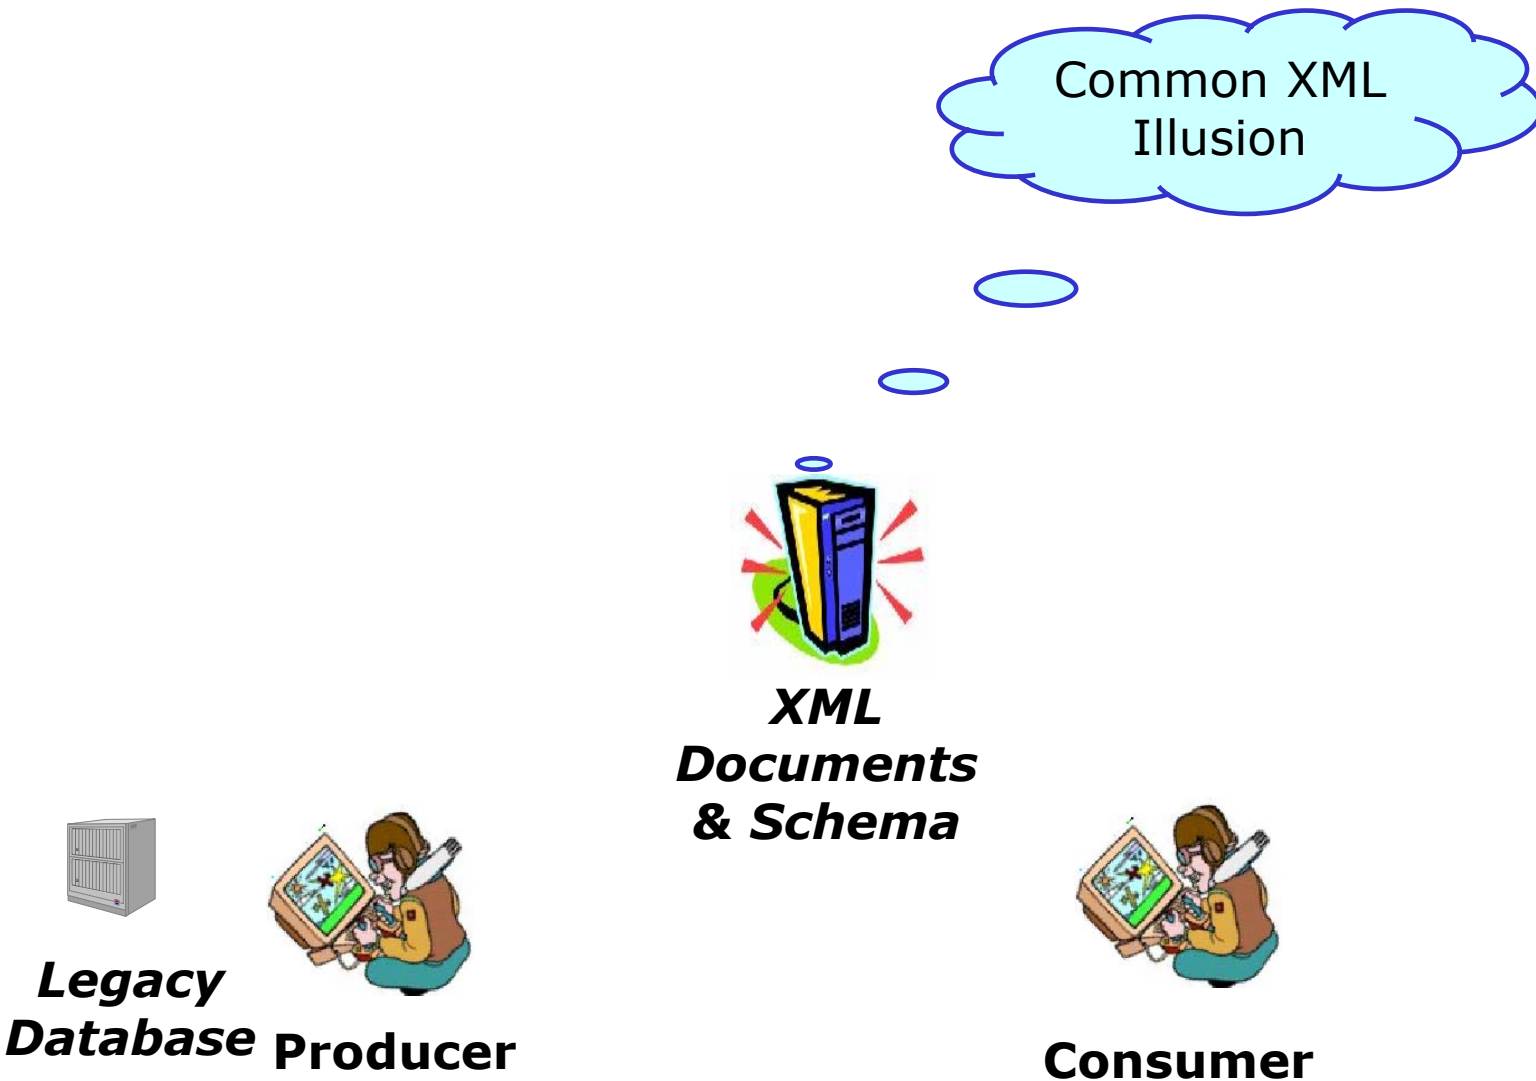 Common XML
Illusion
XML
Documents
& Schema
Legacy
Database
Producer
Consumer